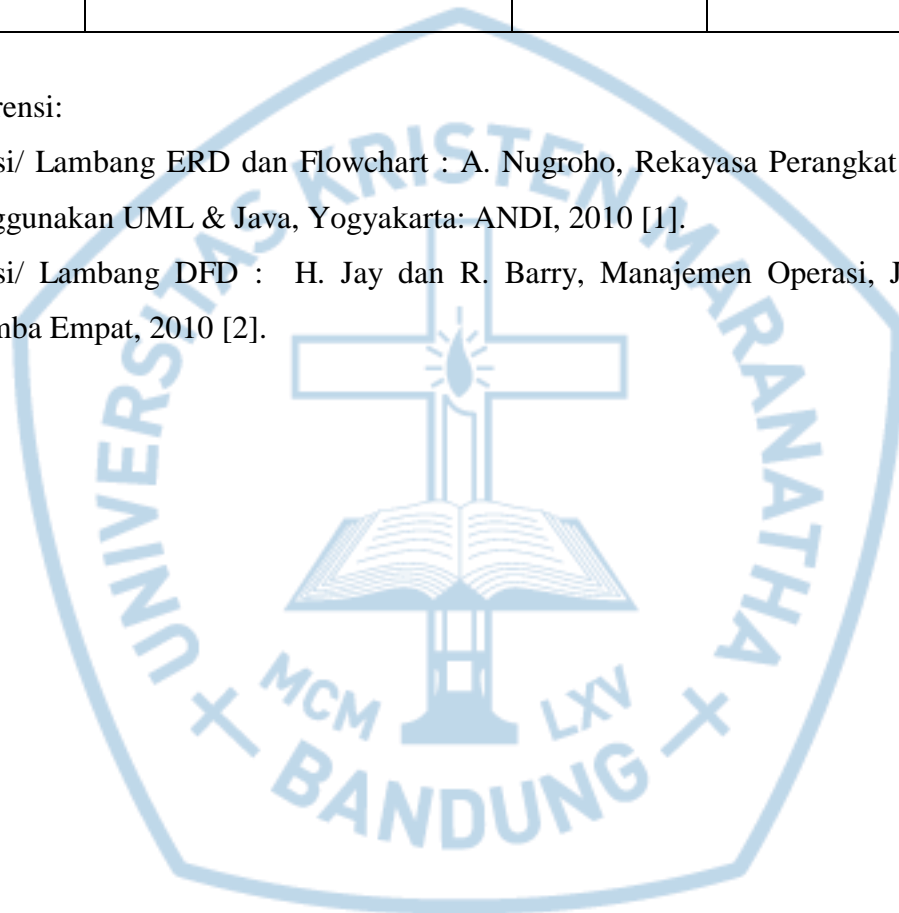 rensi:
si/ Lambang ERD dan Flowchart : A. Nugroho, Rekayasa Perangkat
ggunakan UML & Java, Yogyakarta: ANDI, 2010 [1].
si/ Lambang DFD : H. Jay dan R. Barry, Manajemen Operasi, J
mba Empat, 2010 [2].
UNIVERSITAS KRISTEN MARANATHA
MCM LXV
BANDUNG